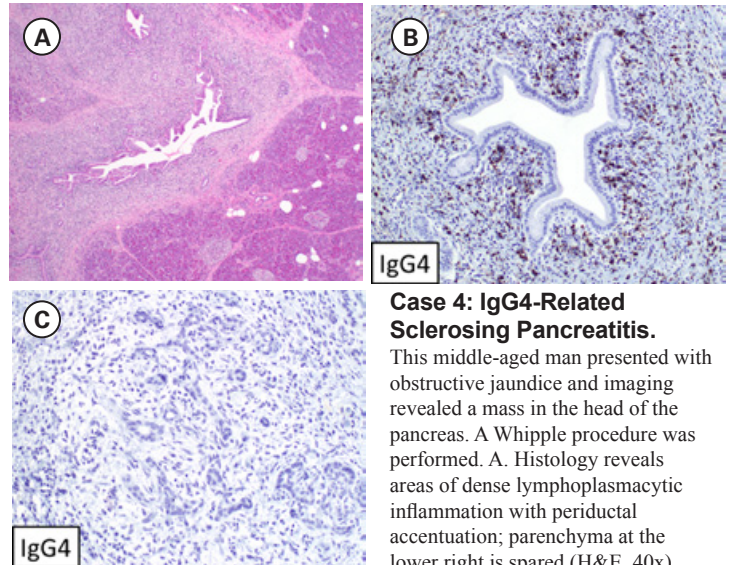 A
B
IgG4
C
IgG4
Case 4: IgG4-Related
Sclerosing Pancreatitis.
This middle-aged man presented with
obstructive jaundice and imaging
revealed a mass in the head of the
pancreas. A Whipple procedure was
performed. A. Histology reveals
areas of dense lymphoplasmacytic
inflammation with periductal
accentuation; parenchyma at the
lower right is spared (H&E, 40x)